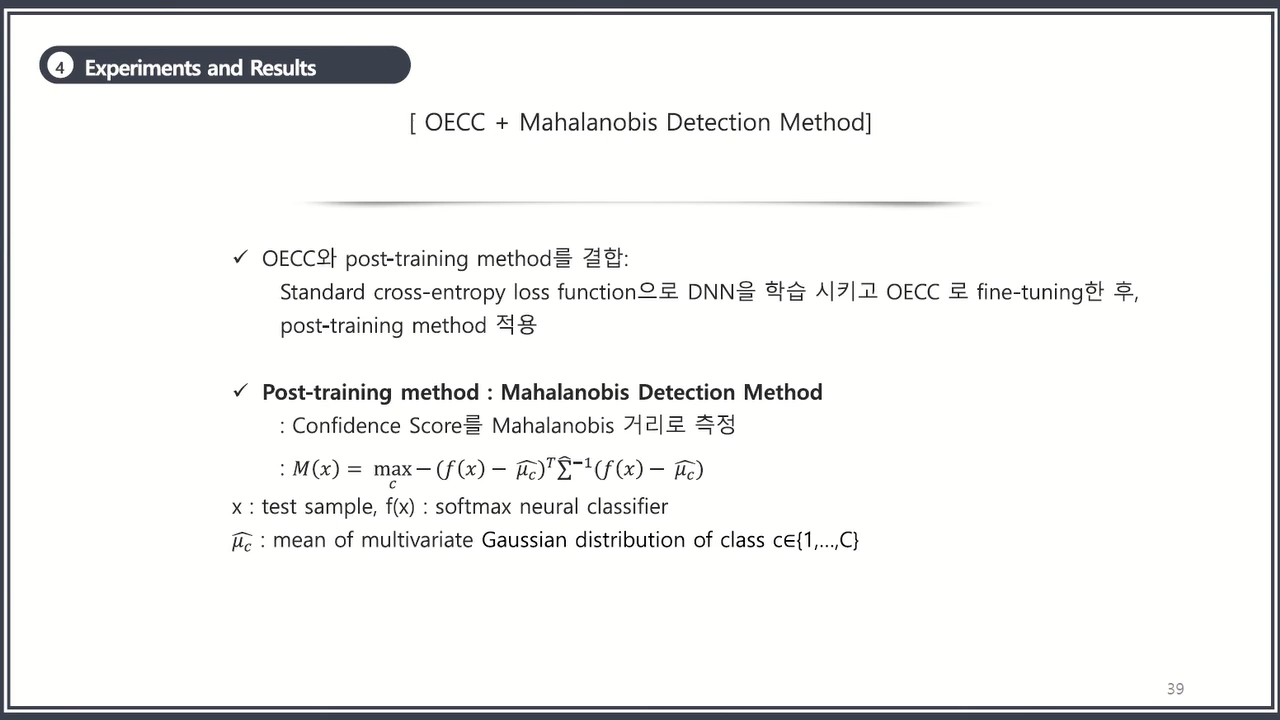 4 Experiments and Results
[ OECC + Mahalanobis Detection Method]
✓ OECC와 post-training method를 결합:
Standard cross-entropy loss function으로 DNN을 학습 시키고 OECC 로 fine-tuning한 후,
post-training method 적용
✓ Post-training method : Mahalanobis Detection Method
: Confidence Score를 Mahalanobis 거리로 측정
: M(x) = max_c − (f(x) − μ̂_c)^T Σ̂^−1 (f(x) − μ̂_c)
x : test sample, f(x) : softmax neural classifier
μ̂_c : mean of multivariate Gaussian distribution of class c∈{1,...,C}
39